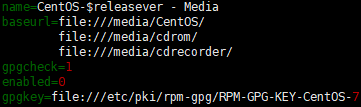 name=CentOS-$releasever - Media
baseurl=file:///media/CentOS/
        file:///media/cdrom/
        file:///media/cdrecorder/
gpgcheck=1
enabled=0
gpgkey=file:///etc/pki/rpm-gpg/RPM-GPG-KEY-CentOS-7